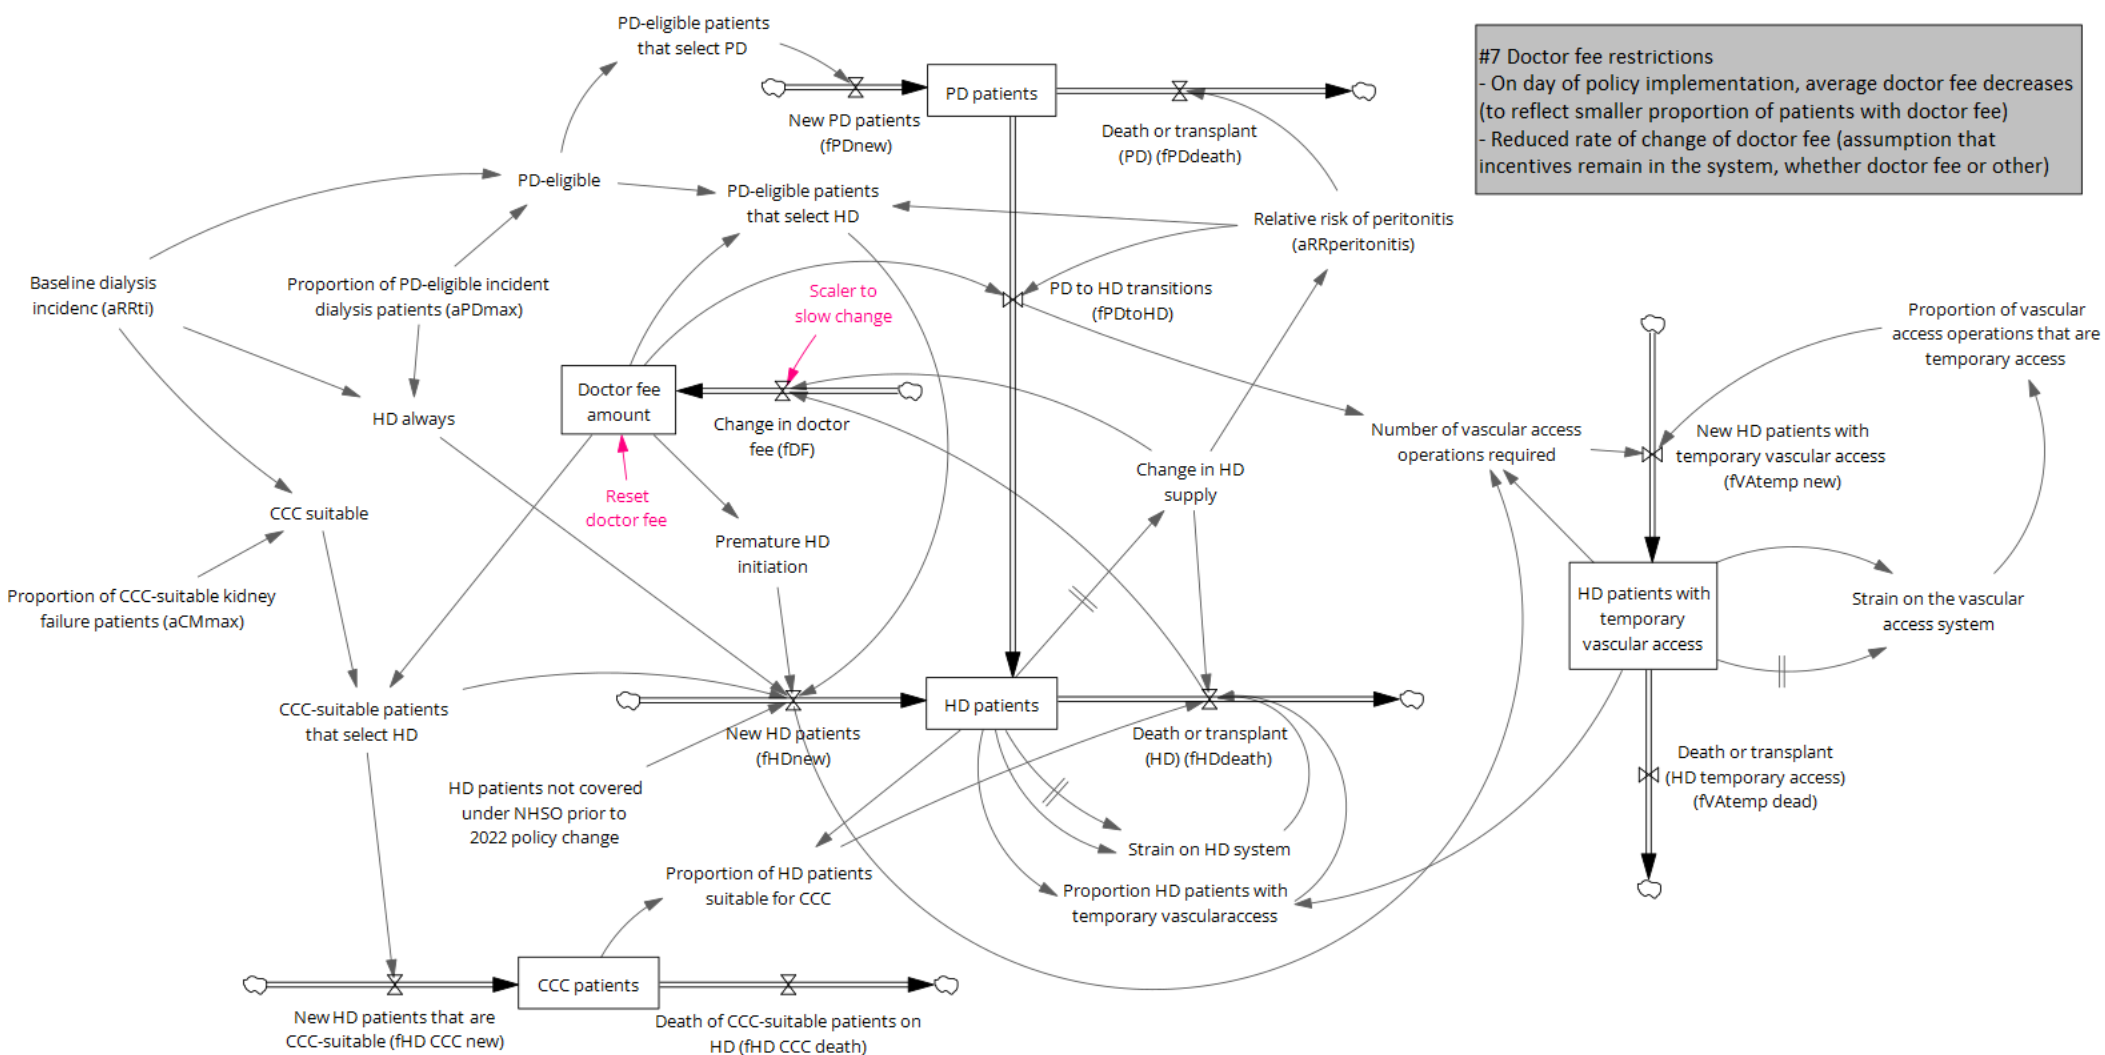 PD-eligible patients
that select PD
PD patients
New PD patients
(fPDnew)
Death or transplant
(PD) (fPDdeath)
#7 Doctor fee restrictions
- On day of policy implementation, average doctor fee decreases
(to reflect smaller proportion of patients with doctor fee)
- Reduced rate of change of doctor fee (assumption that
incentives remain in the system, whether doctor fee or other)
PD-eligible
PD-eligible patients
that select HD
Relative risk of peritonitis
(aRRperitonitis)
Baseline dialysis
incidenc (aRRti)
Proportion of PD-eligible incident
dialysis patients (aPDmax)
Scaler to
slow change
PD to HD transitions
(fPDtoHD)
Proportion of vascular
access operations that are
temporary access
Doctor fee
amount
Change in doctor
fee (fDF)
HD always
Number of vascular access
operations required
New HD patients with
temporary vascular access
(fVAtemp new)
Change in HD
supply
Reset
doctor fee
CCC suitable
Premature HD
initiation
Proportion of CCC-suitable kidney
failure patients (aCMmax)
HD patients with
temporary
vascular access
Strain on the vascular
access system
CCC-suitable patients
that select HD
HD patients
New HD patients
(fHDnew)
Death or transplant
(HD) (fHDdeath)
Death or transplant
(HD temporary access)
(fVAtemp dead)
HD patients not covered
under NHSO prior to
2022 policy change
Strain on HD system
Proportion of HD patients
suitable for CCC
Proportion HD patients with
temporary vascularaccess
CCC patients
New HD patients that are
CCC-suitable (fHD CCC new)
Death of CCC-suitable patients on
HD (fHD CCC death)